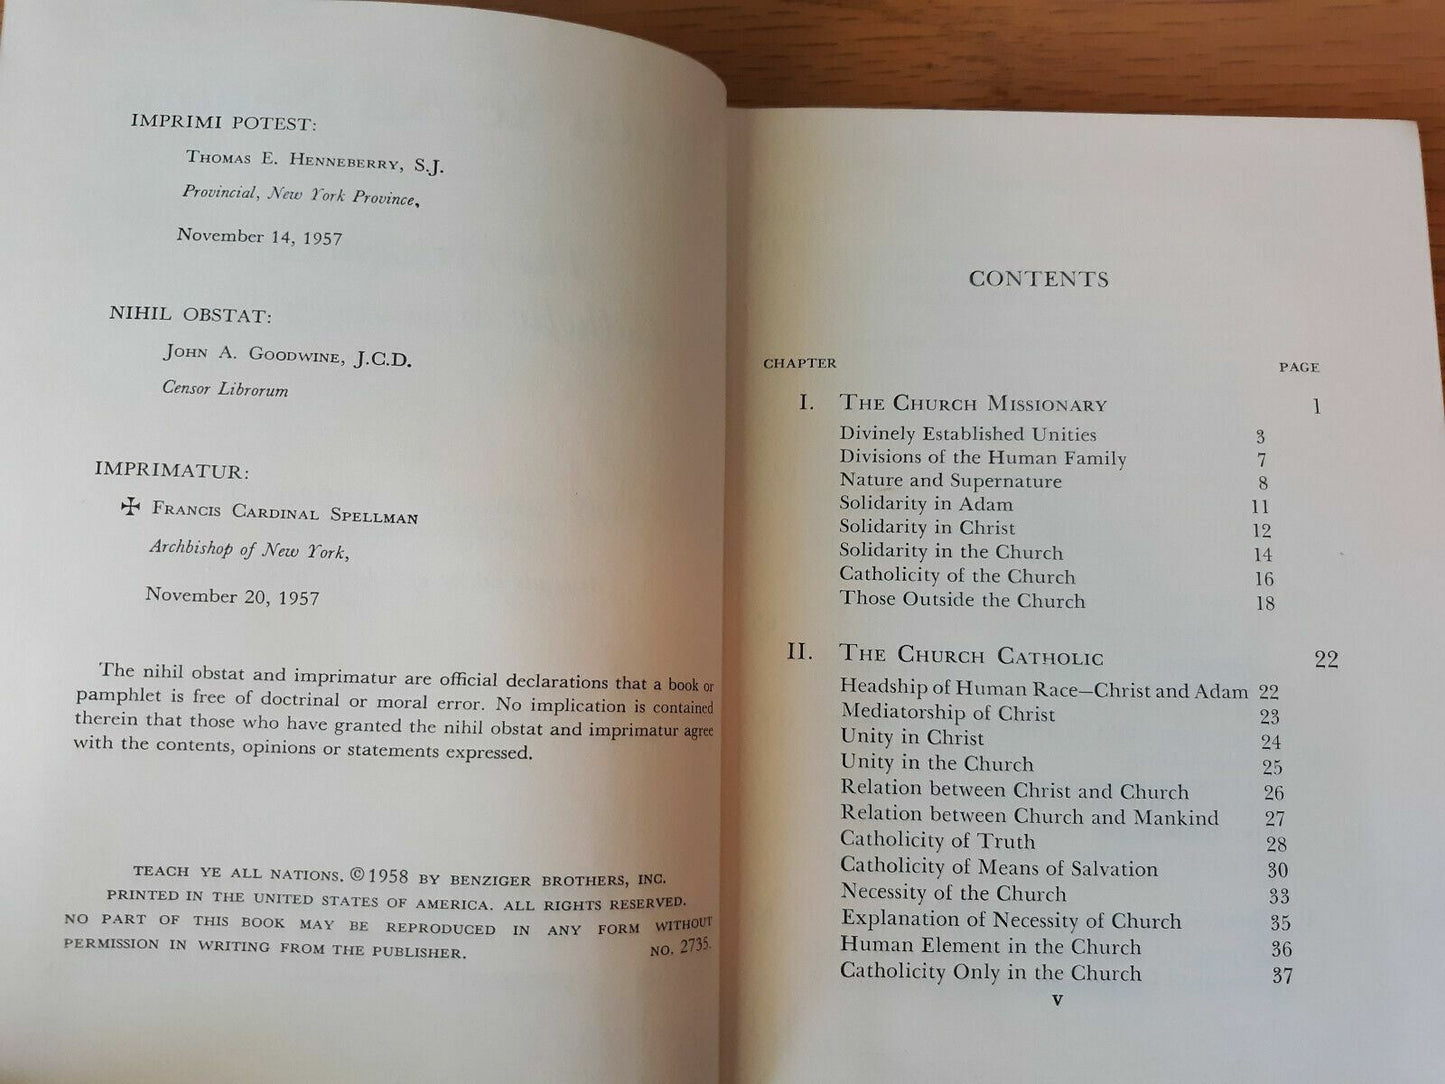 IMPRIMI POTEST:
THOMAS E. HENNEBERRY, S.J.
Provincial, New York Province,
November 14, 1957
NIHIL OBSTAT:
JOHN A. GOODWINE, J.C.D.
Censor Librorum
IMPRIMATUR:
✠ FRANCIS CARDINAL SPELLMAN
Archbishop of New York,
November 20, 1957
The nihil obstat and imprimatur are official declarations that a book or
pamphlet is free of doctrinal or moral error. No implication is contained
therein that those who have granted the nihil obstat and imprimatur agree
with the contents, opinions or statements expressed.
TEACH YE ALL NATIONS. ©1958 BY BENZIGER BROTHERS, INC.
PRINTED IN THE UNITED STATES OF AMERICA. ALL RIGHTS RESERVED.
NO PART OF THIS BOOK MAY BE REPRODUCED IN ANY FORM WITHOUT
PERMISSION IN WRITING FROM THE PUBLISHER. NO. 2735.
CONTENTS
CHAPTER PAGE
I. THE CHURCH MISSIONARY 1
Divinely Established Unities 3
Divisions of the Human Family 7
Nature and Supernature 8
Solidarity in Adam 11
Solidarity in Christ 12
Solidarity in the Church 14
Catholicity of the Church 16
Those Outside the Church 18
II. THE CHURCH CATHOLIC 22
Headship of Human Race—Christ and Adam 22
Mediatorship of Christ 23
Unity in Christ 24
Unity in the Church 25
Relation between Christ and Church 26
Relation between Church and Mankind 27
Catholicity of Truth 28
Catholicity of Means of Salvation 30
Necessity of the Church 33
Explanation of Necessity of Church 35
Human Element in the Church 36
Catholicity Only in the Church 37
v